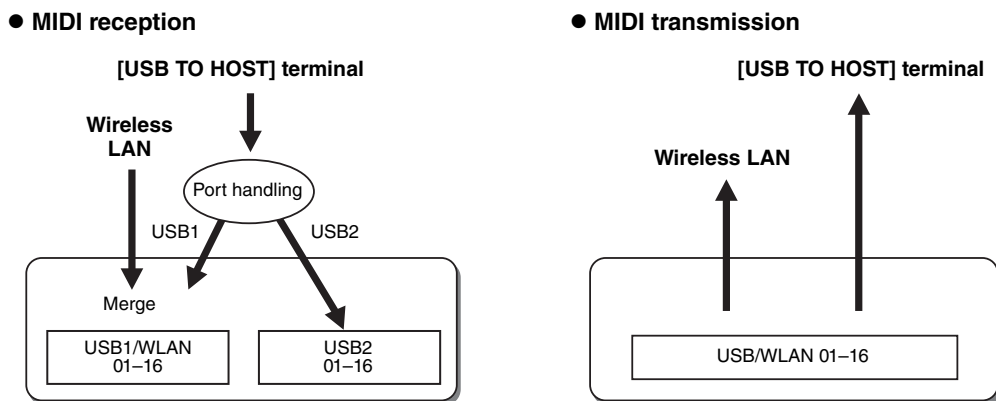 ● MIDI reception
[USB TO HOST] terminal
Wireless
LAN
Port handling
USB1
USB2
Merge
USB1/WLAN
01–16
USB2
01–16
● MIDI transmission
[USB TO HOST] terminal
Wireless LAN
USB/WLAN 01–16